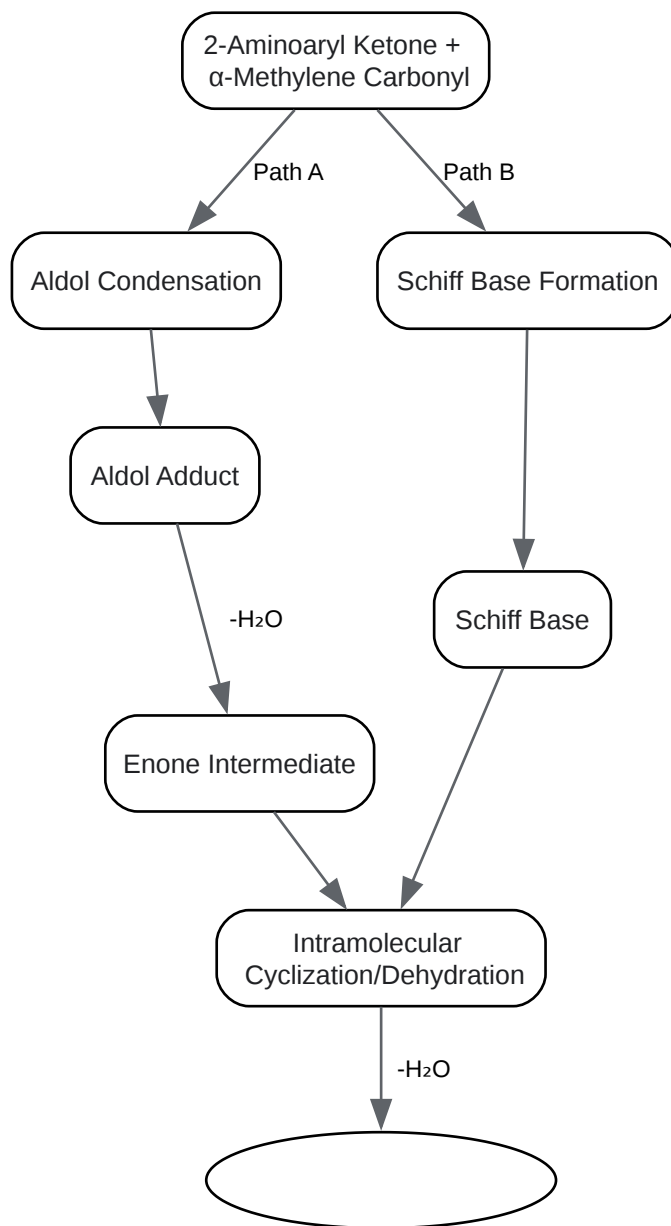 2-Aminoaryl Ketone +
α-Methylene Carbonyl
Path A
Path B
Aldol Condensation
Schiff Base Formation
Aldol Adduct
-H₂O
Schiff Base
Enone Intermediate
Intramolecular
Cyclization/Dehydration
-H₂O